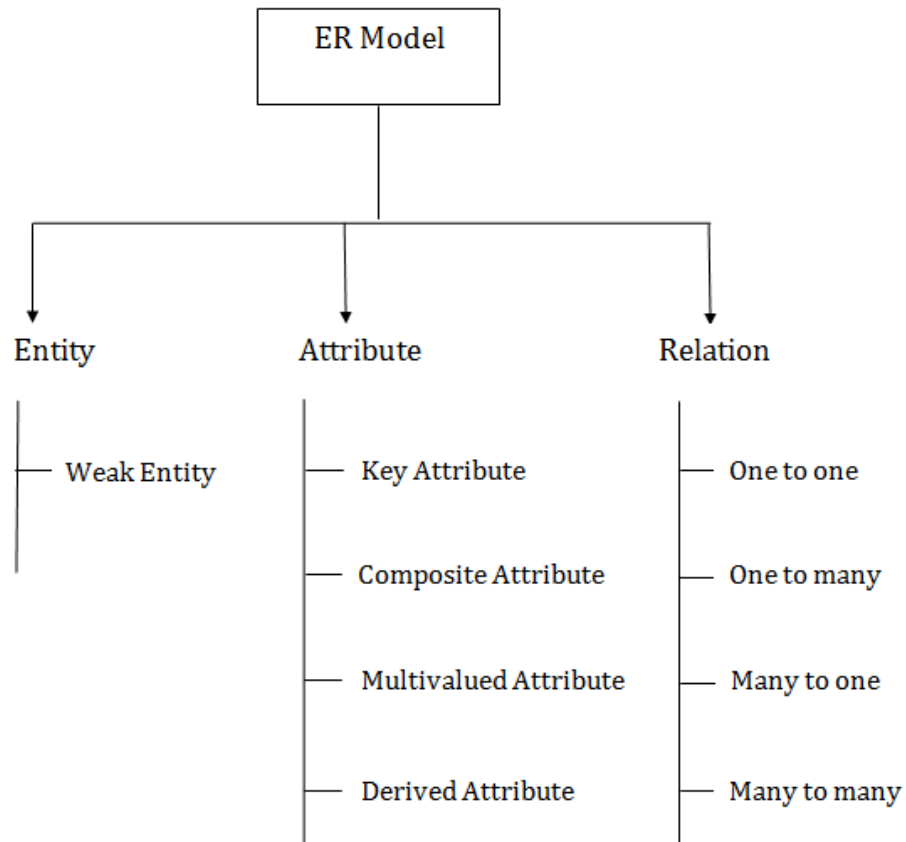 ER Model
Entity
Attribute
Relation
Weak Entity
Key Attribute
One to one
Composite Attribute
One to many
Multivalued Attribute
Many to one
Derived Attribute
Many to many